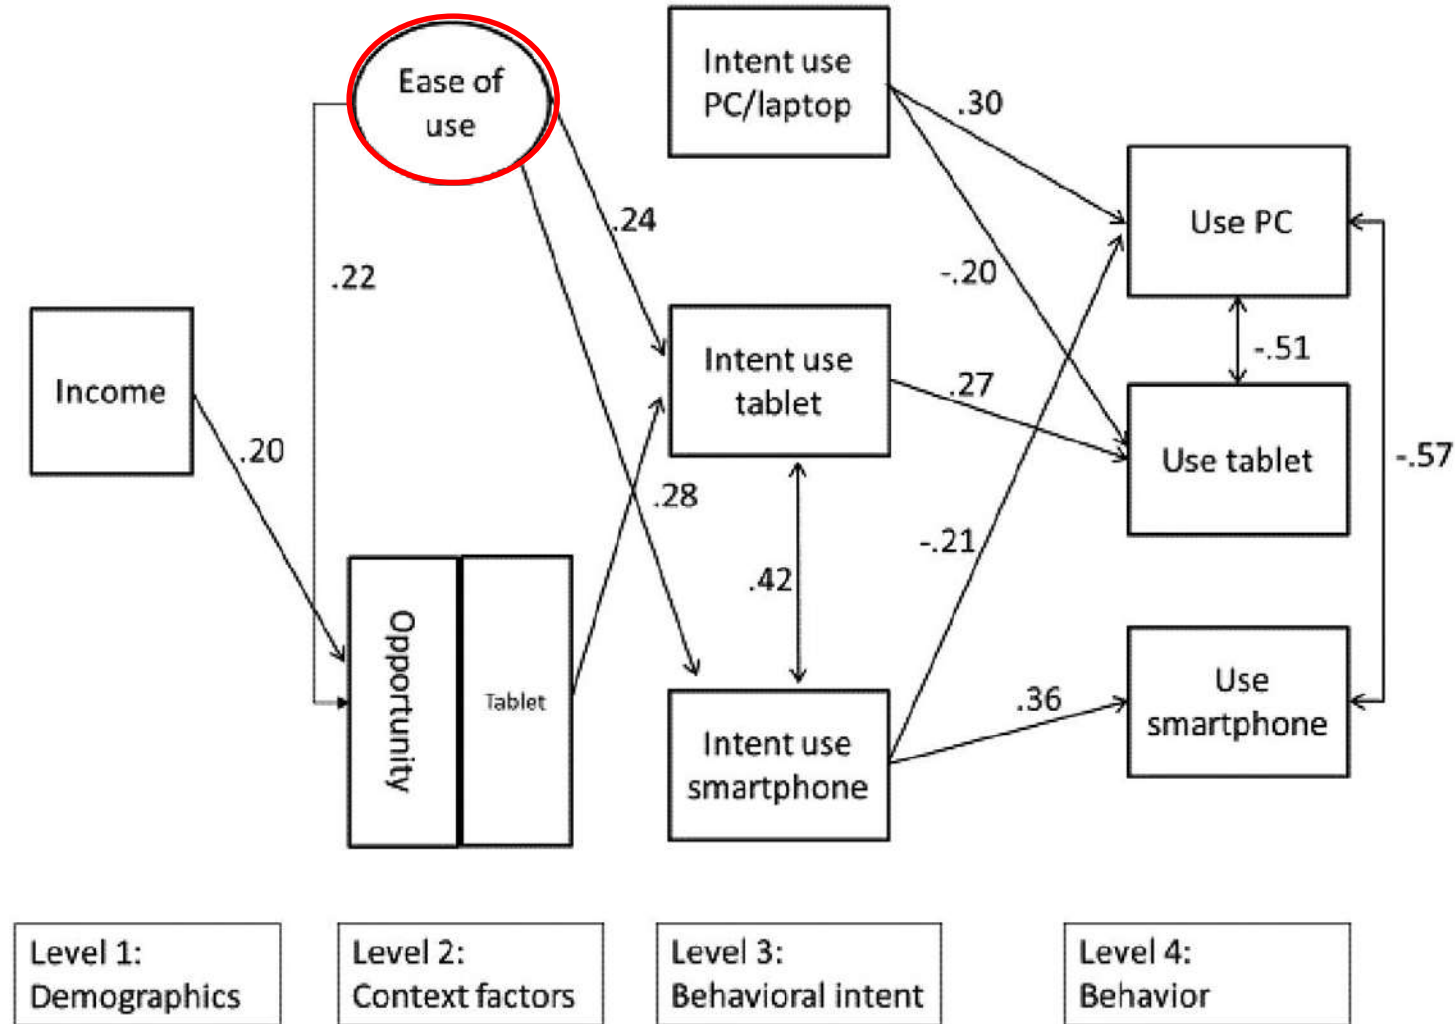 Ease of
use
Intent use
PC/laptop
.30
Use PC
.24
-.20
.22
Income
Intent use
tablet
-.51
.27
.20
Use tablet
-.57
.28
-.21
.42
Opportunity
Tablet
Intent use
smartphone
.36
Use
smartphone
Level 1:
Demographics
Level 2:
Context factors
Level 3:
Behavioral intent
Level 4:
Behavior